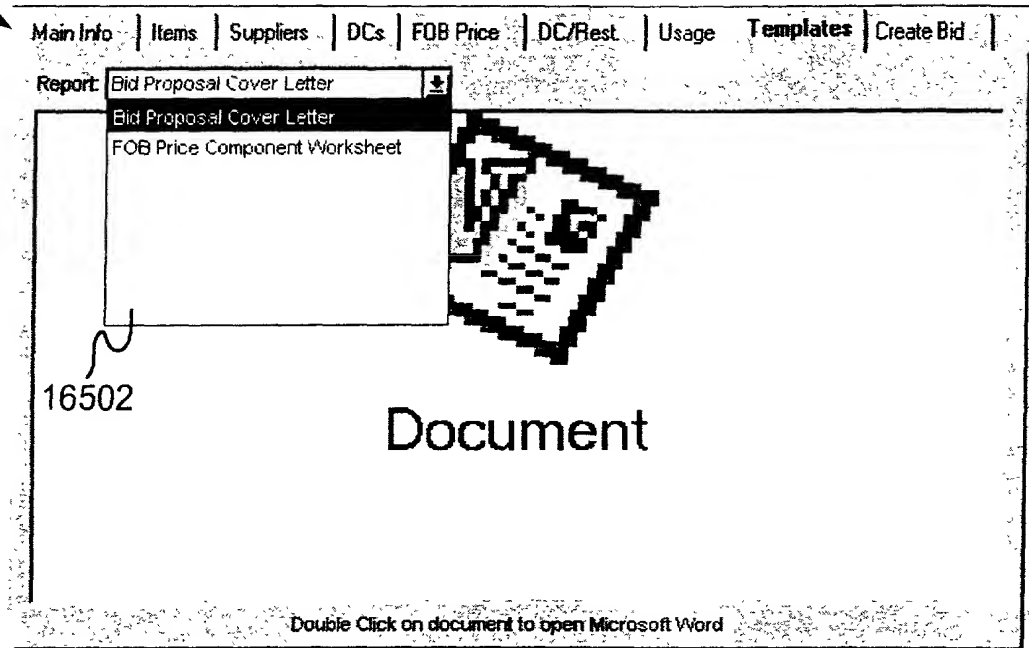 Main Info Items Suppliers DCs FOB Price DC/Rest. Usage Templates Create Bid
Report: Bid Proposal Cover Letter
Bid Proposal Cover Letter
FOB Price Component Worksheet
16502
Document
Double Click on document to open Microsoft Word